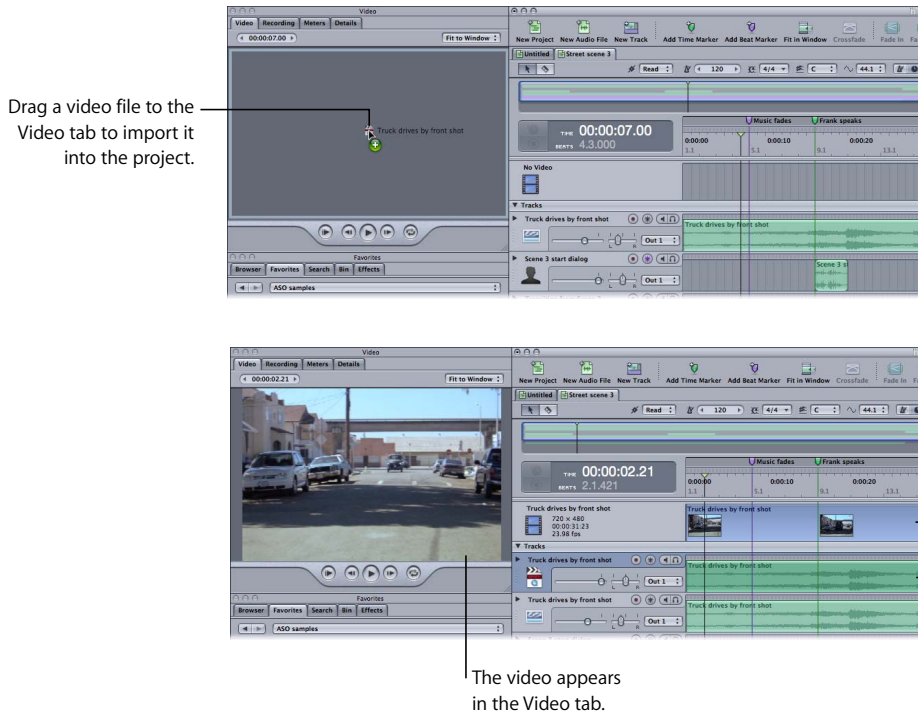 Video
Video Recording Meters Details
00:00:07.00 Fit to Window
Drag a video file to the
Video tab to import it
into the project.
Truck drives by front shot
Favorites
Browser Favorites Search Bin Effects
ASO samples
New Project New Audio File New Track Add Time Marker Add Beat Marker Fit in Window Crossfade Fade In
Untitled Street scene 3
Read 120 4/4 C 44.1
TIME 00:00:07.00
BEATS 4.3.000
Music fades Frank speaks
0:00:00 0:00:10 0:00:20
1.1 5.1 9.1 13.1
No Video
Tracks
Truck drives by front shot Truck drives by front shot
L R Out 1
Scene 3 start dialog
L R Out 1
Video
Video Recording Meters Details
00:00:02.21 Fit to Window
Favorites
Browser Favorites Search Bin Effects
ASO samples
New Project New Audio File New Track Add Time Marker Add Beat Marker Fit in Window Crossfade Fade In
Untitled Street scene 3
Read 120 4/4 C 44.1
TIME 00:00:02.21
BEATS 2.1.421
Music fades Frank speaks
0:00:00 0:00:10 0:00:20
1.1 5.1 9.1 13.1
Truck drives by front shot Truck drives by front shot
720 x 480
00:00:31:23
23.98 fps
Tracks
Truck drives by front shot Truck drives by front shot
L R Out 1
Truck drives by front shot Truck drives by front shot
L R Out 1
The video appears
in the Video tab.